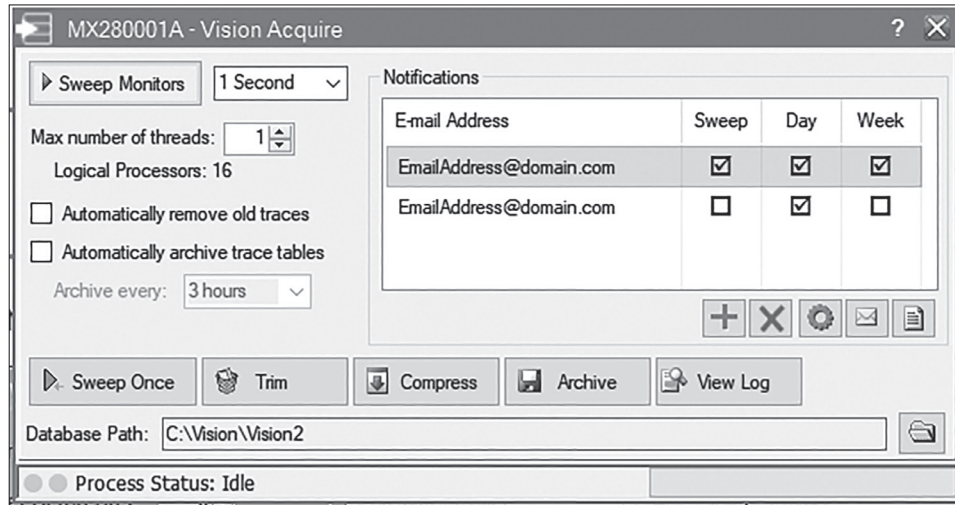 MX280001A - Vision Acquire ?
Sweep Monitors 1 Second
Max number of threads: 1
Logical Processors: 16
Automatically remove old traces
Automatically archive trace tables
Archive every: 3 hours
Notifications
E-mail Address Sweep Day Week
EmailAddress@domain.com
EmailAddress@domain.com
Sweep Once Trim Compress Archive View Log
Database Path: C:\Vision\Vision2
Process Status: Idle